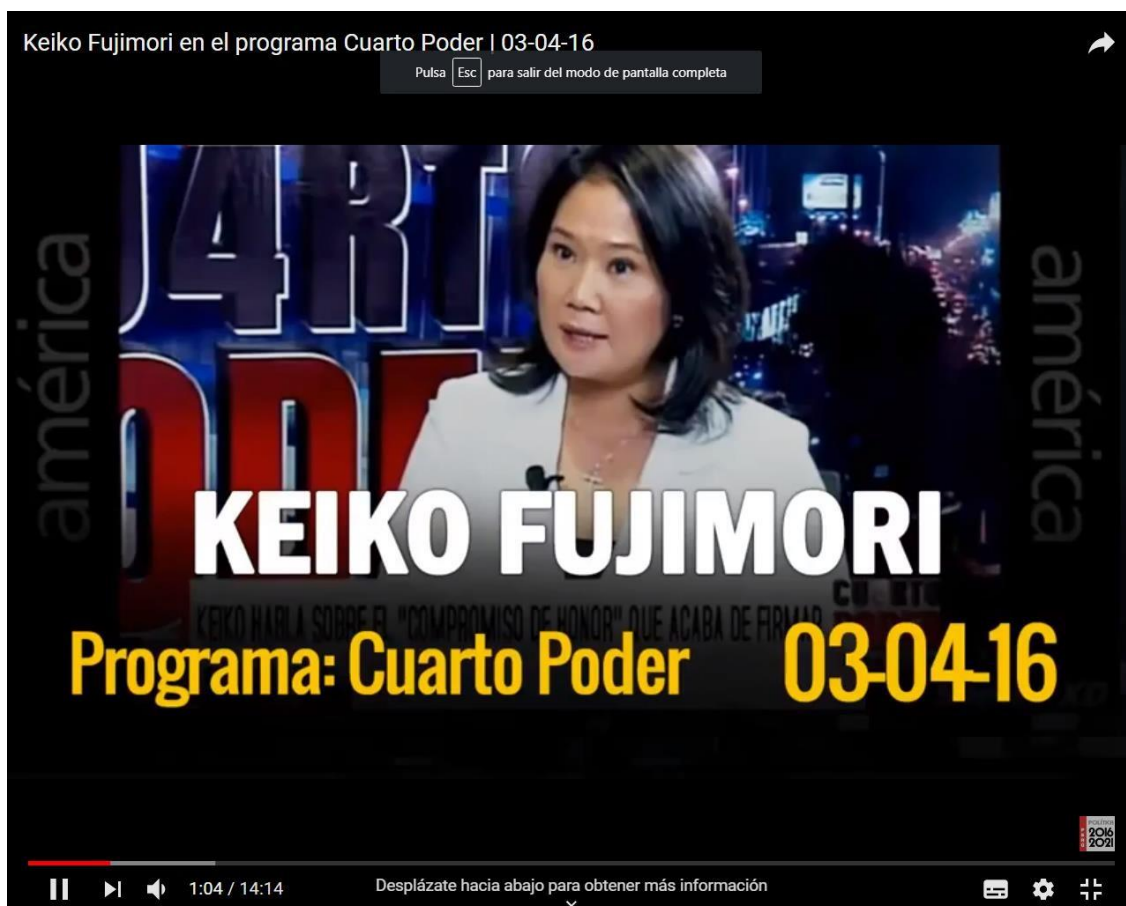 Keiko Fujimori en el programa Cuarto Poder | 03-04-16
Pulsa Esc para salir del modo de pantalla completa
américa
américa
KEIKO FUJIMORI
KEIKO HABLA SOBRE EL "COMPROMISO DE HONOR" QUE ACABA DE FIRMAR
Programa: Cuarto Poder 03-04-16
POLÍTICA
2016
2021
1:04 / 14:14
Desplázate hacia abajo para obtener más información